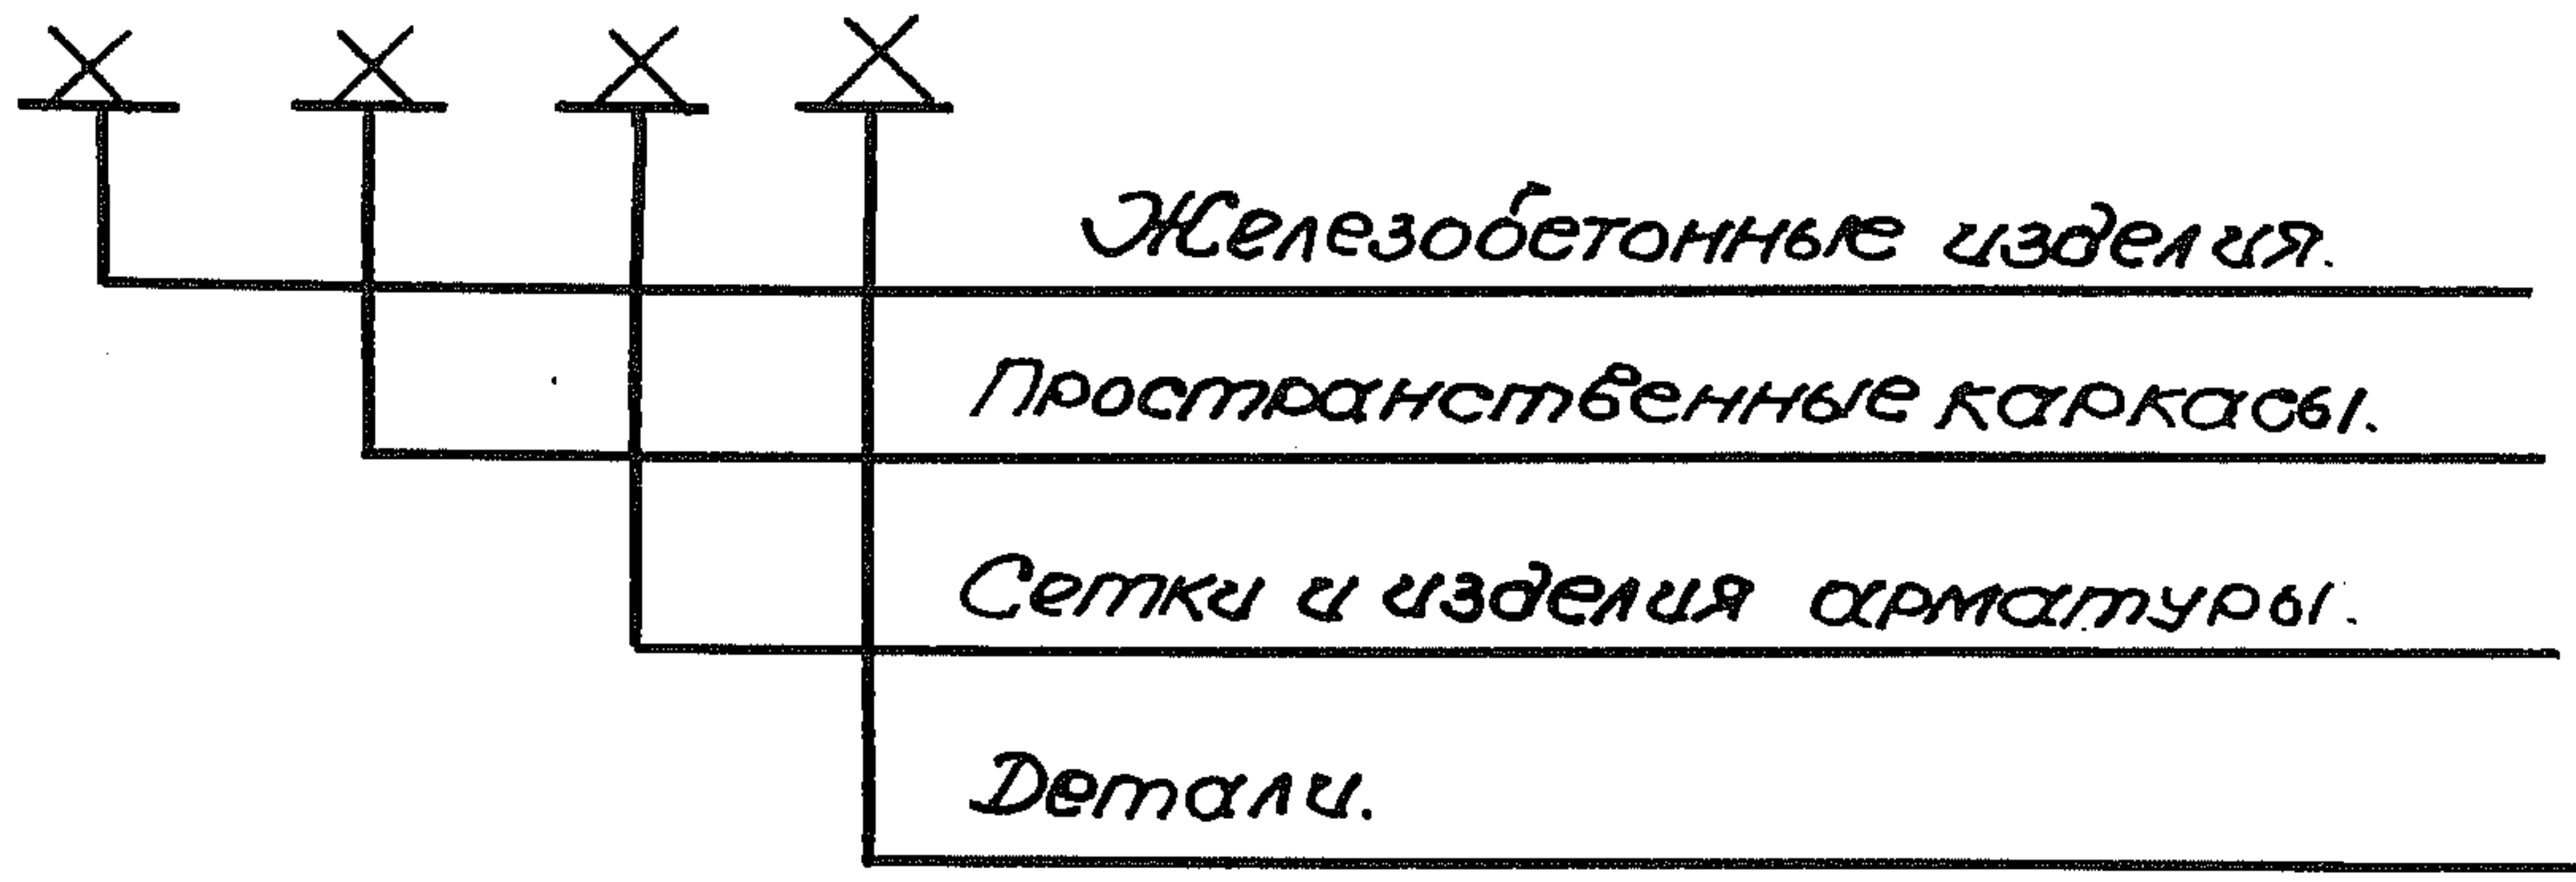 Х Х Х Х
Железобетонные изделия.
Пространственные каркасы.
Сетки и изделия арматуры.
Детали.